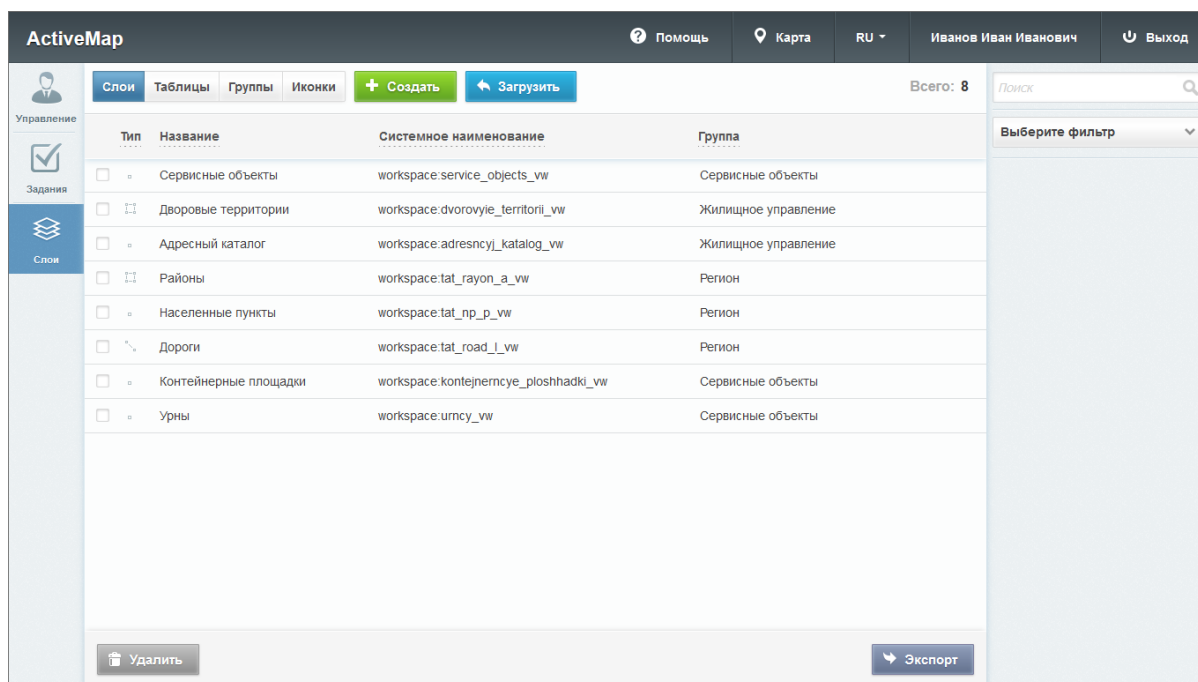 ActiveMap
Помощь
Карта
RU
Иванов Иван Иванович
Выход
Управление
Задания
Слои
Слои Таблицы Группы Иконки
Создать
Загрузить
Всего: 8
Тип Название Системное наименование Группа
Сервисные объекты workspace:service_objects_vw Сервисные объекты
Дворовые территории workspace:dvorovyie_territorii_vw Жилищное управление
Адресный каталог workspace:adresncyj_katalog_vw Жилищное управление
Районы workspace:tat_rayon_a_vw Регион
Населенные пункты workspace:tat_np_p_vw Регион
Дороги workspace:tat_road_l_vw Регион
Контейнерные площадки workspace:kontejnerncye_ploshhadki_vw Сервисные объекты
Урны workspace:urncy_vw Сервисные объекты
Поиск
Выберите фильтр
Удалить
Экспорт